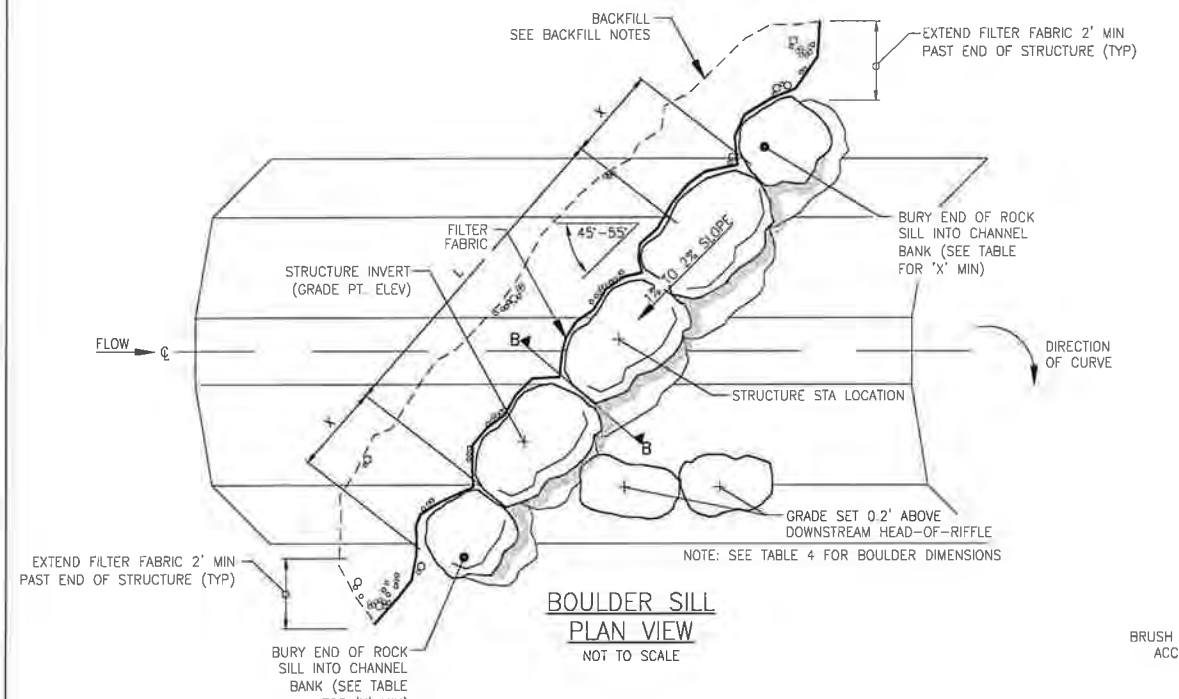 BACKFILL
SEE BACKFILL NOTES
EXTEND FILTER FABRIC 2' MIN
PAST END OF STRUCTURE (TYP)
X
FILTER
FABRIC
45°-55°
L
1% TO 2% SLOPE
BURY END OF ROCK
SILL INTO CHANNEL
BANK (SEE TABLE
FOR 'X' MIN)
STRUCTURE INVERT
(GRADE PT. ELEV)
FLOW
℄
B
DIRECTION
OF CURVE
STRUCTURE STA LOCATION
X
B
GRADE SET 0.2' ABOVE
DOWNSTREAM HEAD-OF-RIFFLE
NOTE: SEE TABLE 4 FOR BOULDER DIMENSIONS
EXTEND FILTER FABRIC 2' MIN
PAST END OF STRUCTURE (TYP)
BOULDER SILL
PLAN VIEW
NOT TO SCALE
BURY END OF ROCK
SILL INTO CHANNEL
BANK (SEE TABLE
BRUSH
ACC